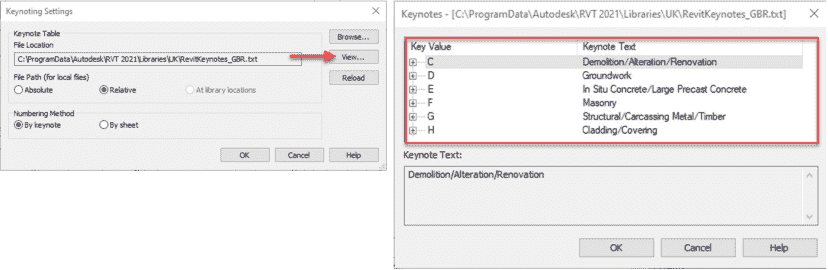 Keynoting Settings
Keynote Table
File Location
C:\ProgramData\Autodesk\RVT 2021\Libraries\UK\RevitKeynotes_GBR.txt
Browse...
View...
Reload
File Path (for local files)
Absolute
Relative
At library locations
Numbering Method
By keynote
By sheet
OK
Cancel
Help
Keynotes - [C:\ProgramData\Autodesk\RVT 2021\Libraries\UK\RevitKeynotes_GBR.txt]
Key Value Keynote Text
C Demolition/Alteration/Renovation
D Groundwork
E In Situ Concrete/Large Precast Concrete
F Masonry
G Structural/Carcassing Metal/Timber
H Cladding/Covering
Keynote Text:
Demolition/Alteration/Renovation
OK
Cancel
Help